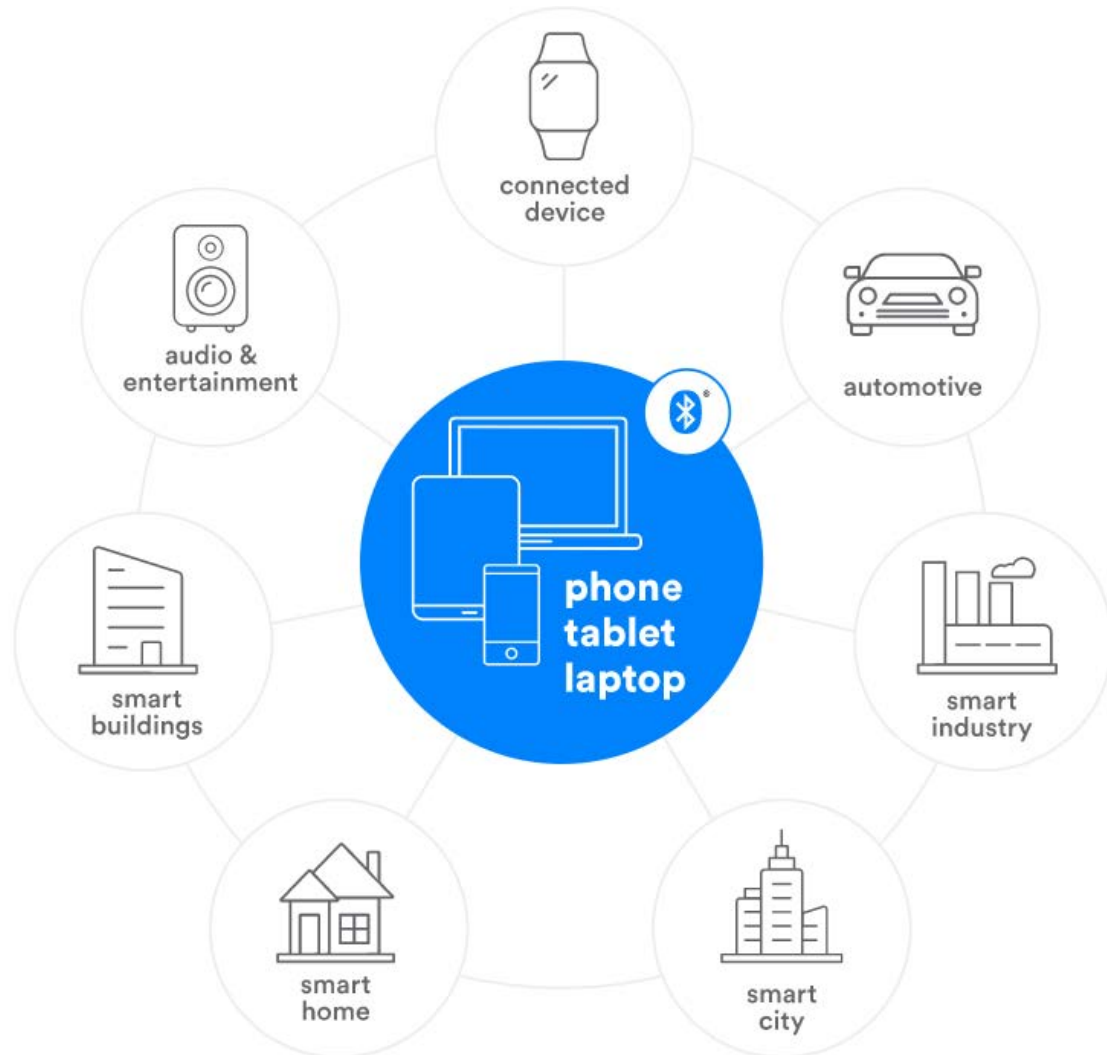 connected
device
audio &
entertainment
automotive
®
phone
tablet
laptop
smart
buildings
smart
industry
smart
home
smart
city